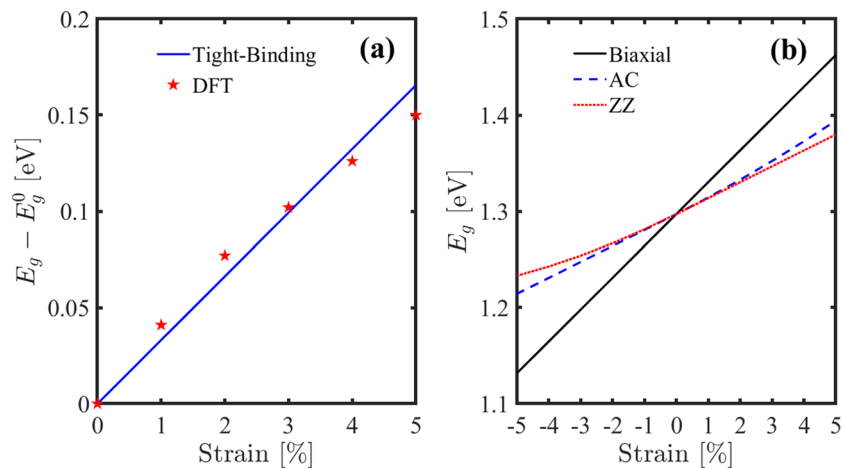 (a)
Tight-Binding
DFT
0.2
0.15
0.1
0.05
0
E_g − E_g^0 [eV]
0 1 2 3 4 5
Strain [%]
(b)
Biaxial
AC
ZZ
1.5
1.4
1.3
1.2
1.1
E_g [eV]
-5 -4 -3 -2 -1 0 1 2 3 4 5
Strain [%]